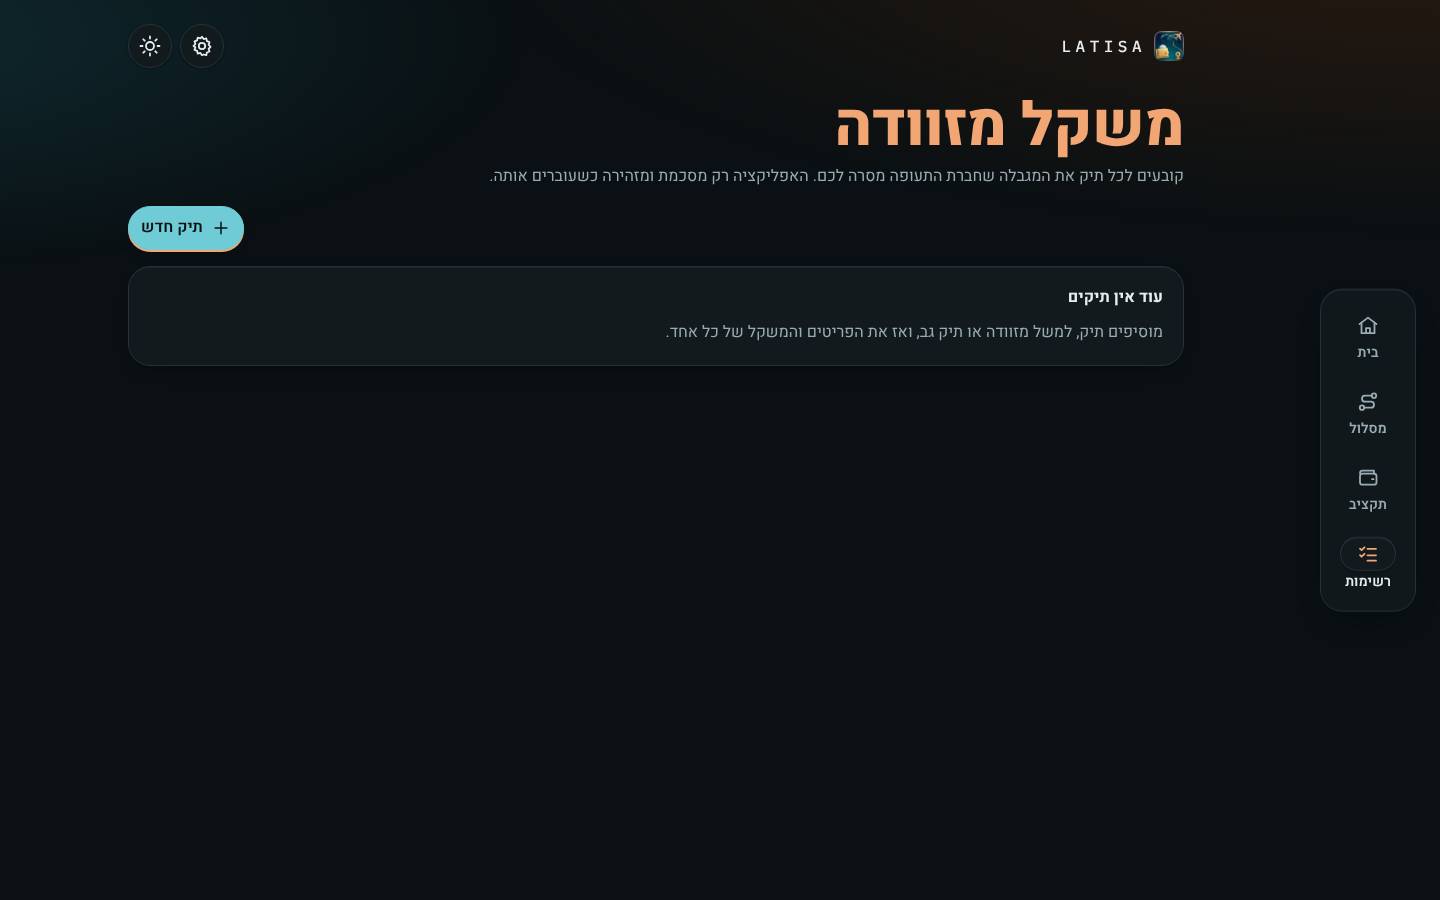 LATISA
משקל מזוודה
קובעים לכל תיק את המגבלה שחברת התעופה מסרה לכם. האפליקציה רק מסכמת ומזהירה כשעוברים אותה.
תיק חדש
עוד אין תיקים
מוסיפים תיק, למשל מזוודה או תיק גב, ואז את הפריטים והמשקל של כל אחד.
בית
מסלול
תקציב
רשימות